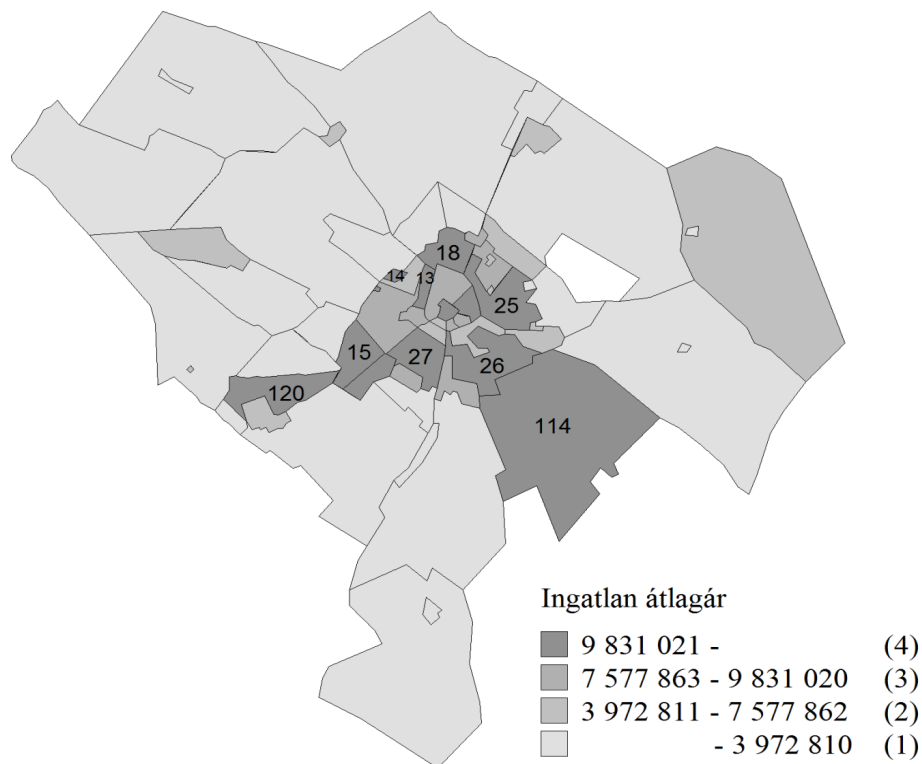 18
14
13
25
15
27
26
120
114
Ingatlan átlagár
9 831 021 - (4)
7 577 863 - 9 831 020 (3)
3 972 811 - 7 577 862 (2)
- 3 972 810 (1)